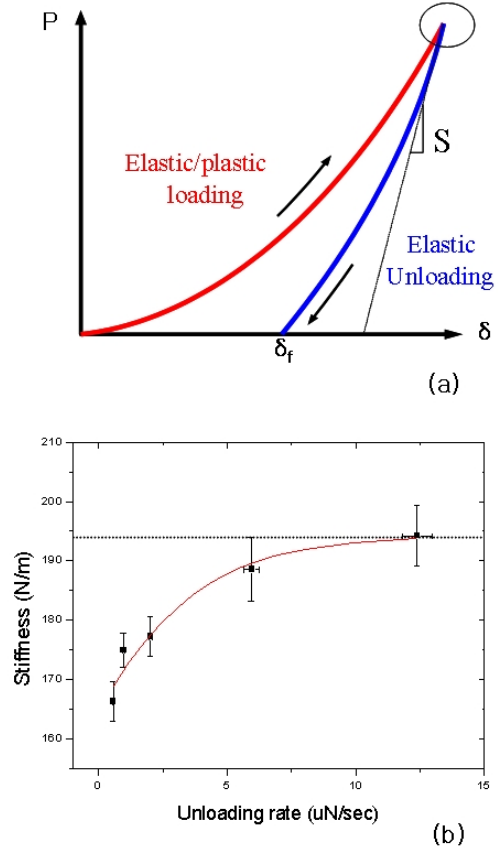 P
Elastic/plastic
loading
S
Elastic
Unloading
δf
δ
(a)
210
200
190
180
170
160
Stiffness (N/m)
0 5 10 15
Unloading rate (uN/sec)
(b)